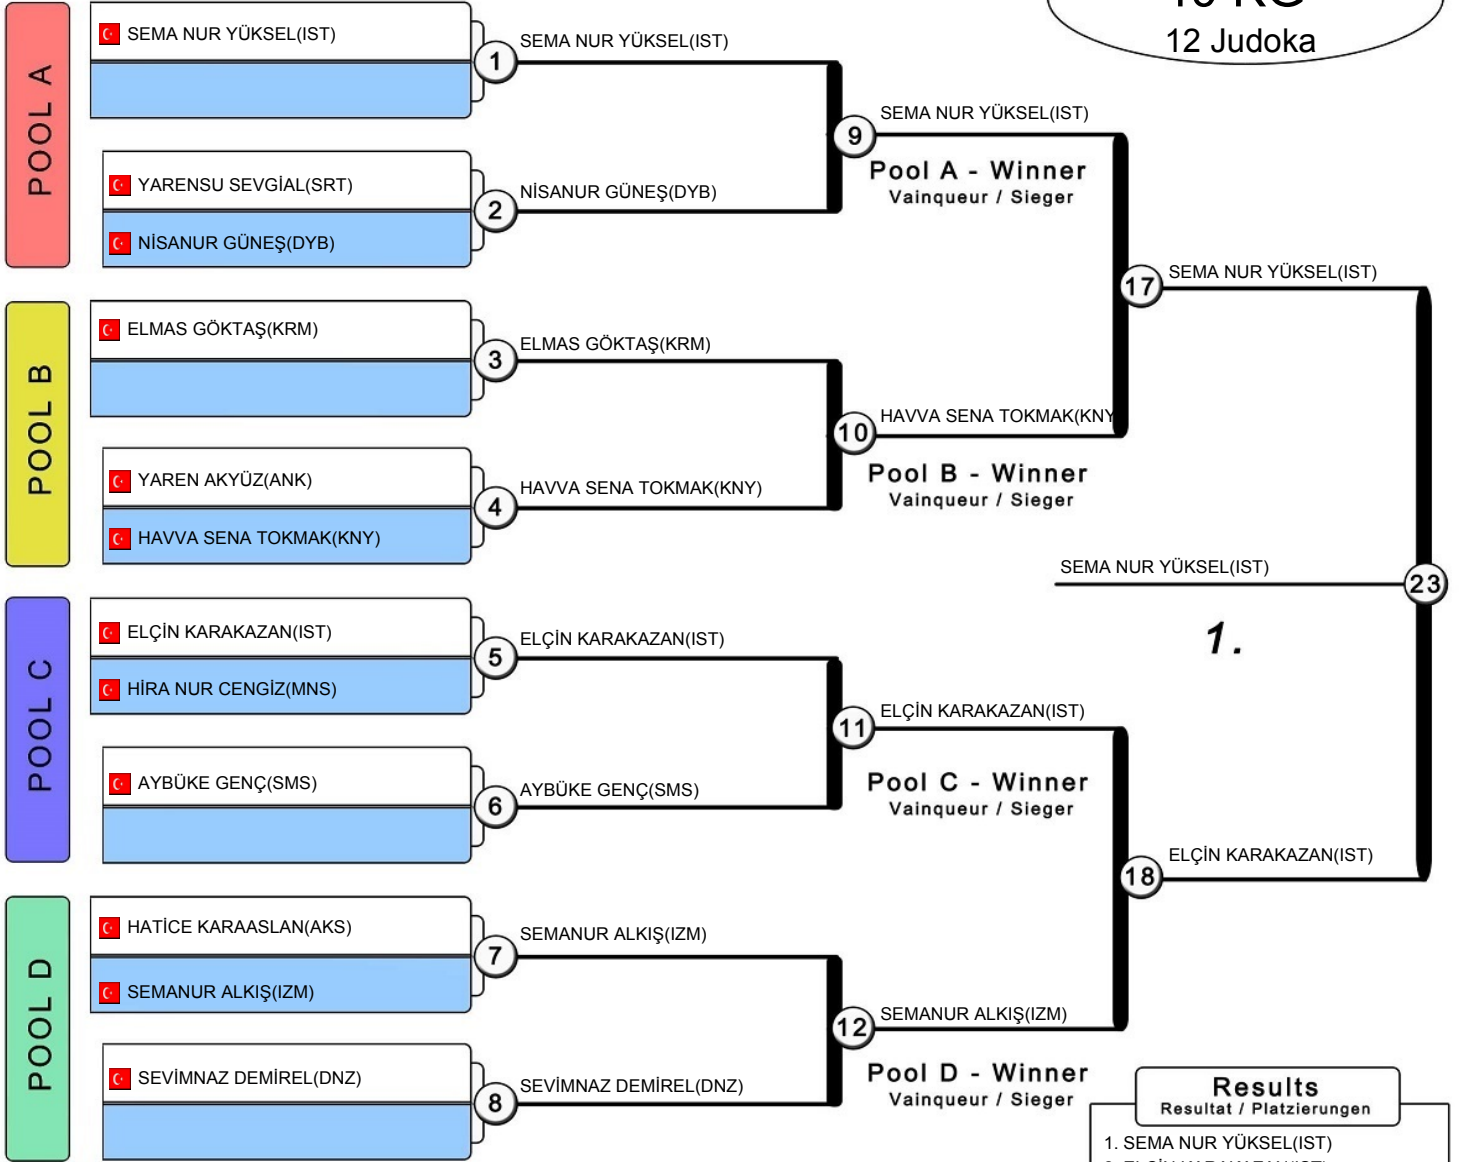 12 Judoka
POOL A
SEMA NUR YÜKSEL(IST)
1
SEMA NUR YÜKSEL(IST)
YARENSU SEVGİAL(SRT)
NİSANUR GÜNEŞ(DYB)
2
NİSANUR GÜNEŞ(DYB)
9
SEMA NUR YÜKSEL(IST)
Pool A - Winner
Vainqueur / Sieger
POOL B
ELMAS GÖKTAŞ(KRM)
3
ELMAS GÖKTAŞ(KRM)
YAREN AKYÜZ(ANK)
HAVVA SENA TOKMAK(KNY)
4
HAVVA SENA TOKMAK(KNY)
10
HAVVA SENA TOKMAK(KNY
Pool B - Winner
Vainqueur / Sieger
17
SEMA NUR YÜKSEL(IST)
SEMA NUR YÜKSEL(IST)
23
1.
POOL C
ELÇİN KARAKAZAN(IST)
HİRA NUR CENGİZ(MNS)
5
ELÇİN KARAKAZAN(IST)
AYBÜKE GENÇ(SMS)
6
AYBÜKE GENÇ(SMS)
11
ELÇİN KARAKAZAN(IST)
Pool C - Winner
Vainqueur / Sieger
18
ELÇİN KARAKAZAN(IST)
POOL D
HATİCE KARAASLAN(AKS)
SEMANUR ALKIŞ(IZM)
7
SEMANUR ALKIŞ(IZM)
SEVİMNAZ DEMİREL(DNZ)
8
SEVİMNAZ DEMİREL(DNZ)
12
SEMANUR ALKIŞ(IZM)
Pool D - Winner
Vainqueur / Sieger
Results
Resultat / Platzierungen
1. SEMA NUR YÜKSEL(IST)